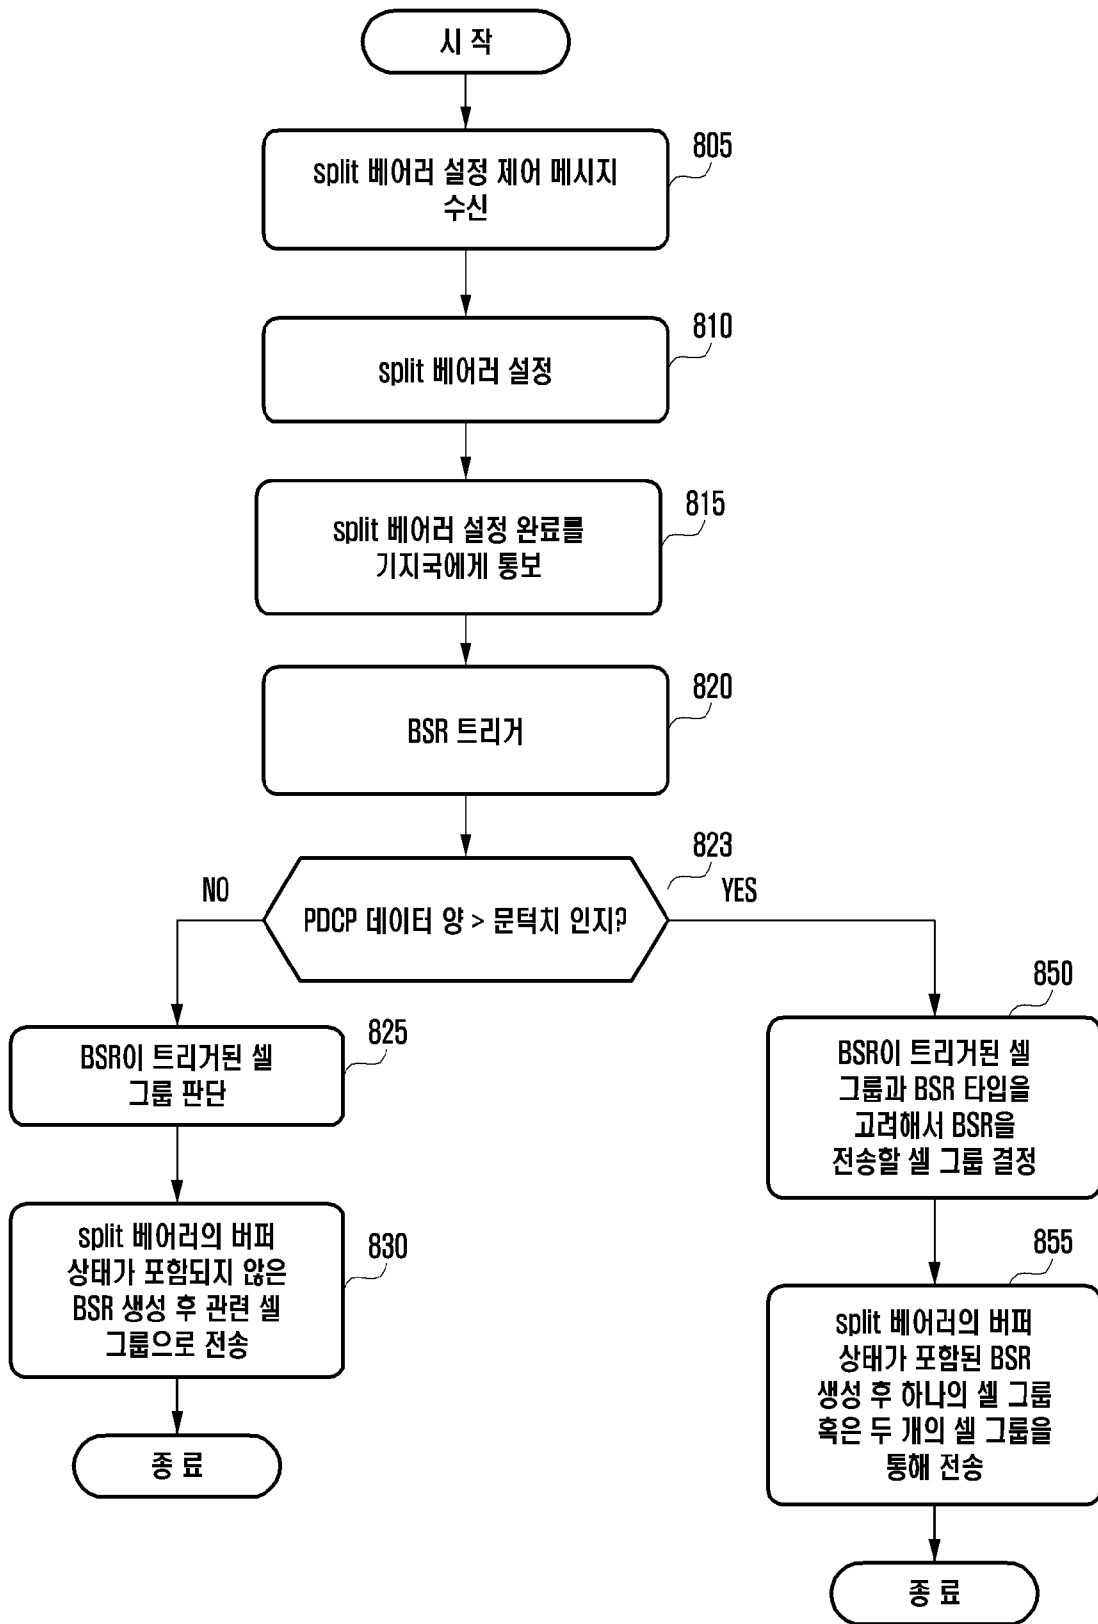 시 작
805
split 베어러 설정 제어 메시지
수신
810
split 베어러 설정
815
split 베어러 설정 완료를
기지국에게 통보
820
BSR 트리거
823
NO
YES
PDCP 데이터 양 > 문턱치 인지?
825
BSR이 트리거된 셀
그룹 판단
850
BSR이 트리거된 셀
그룹과 BSR 타입을
고려해서 BSR을
전송할 셀 그룹 결정
830
split 베어러의 버퍼
상태가 포함되지 않은
BSR 생성 후 관련 셀
그룹으로 전송
855
split 베어러의 버퍼
상태가 포함된 BSR
생성 후 하나의 셀 그룹
혹은 두 개의 셀 그룹을
통해 전송
종 료
종 료